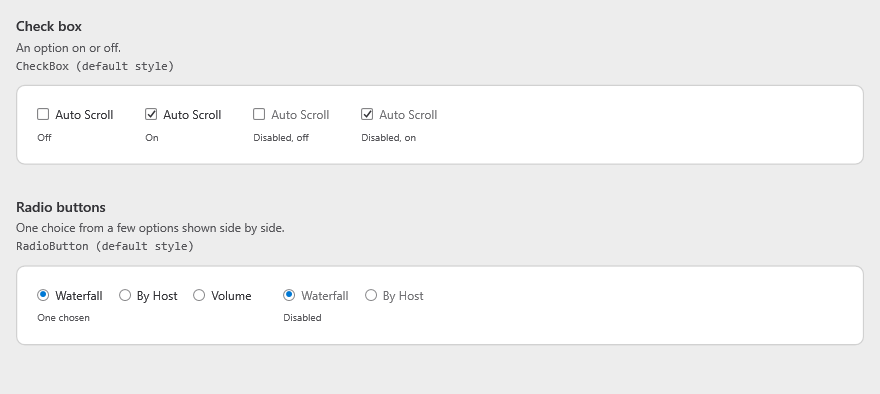 Check box
An option on or off.
CheckBox (default style)
Auto Scroll Auto Scroll Auto Scroll Auto Scroll
Off On Disabled, off Disabled, on
Radio buttons
One choice from a few options shown side by side.
RadioButton (default style)
Waterfall By Host Volume Waterfall By Host
One chosen Disabled